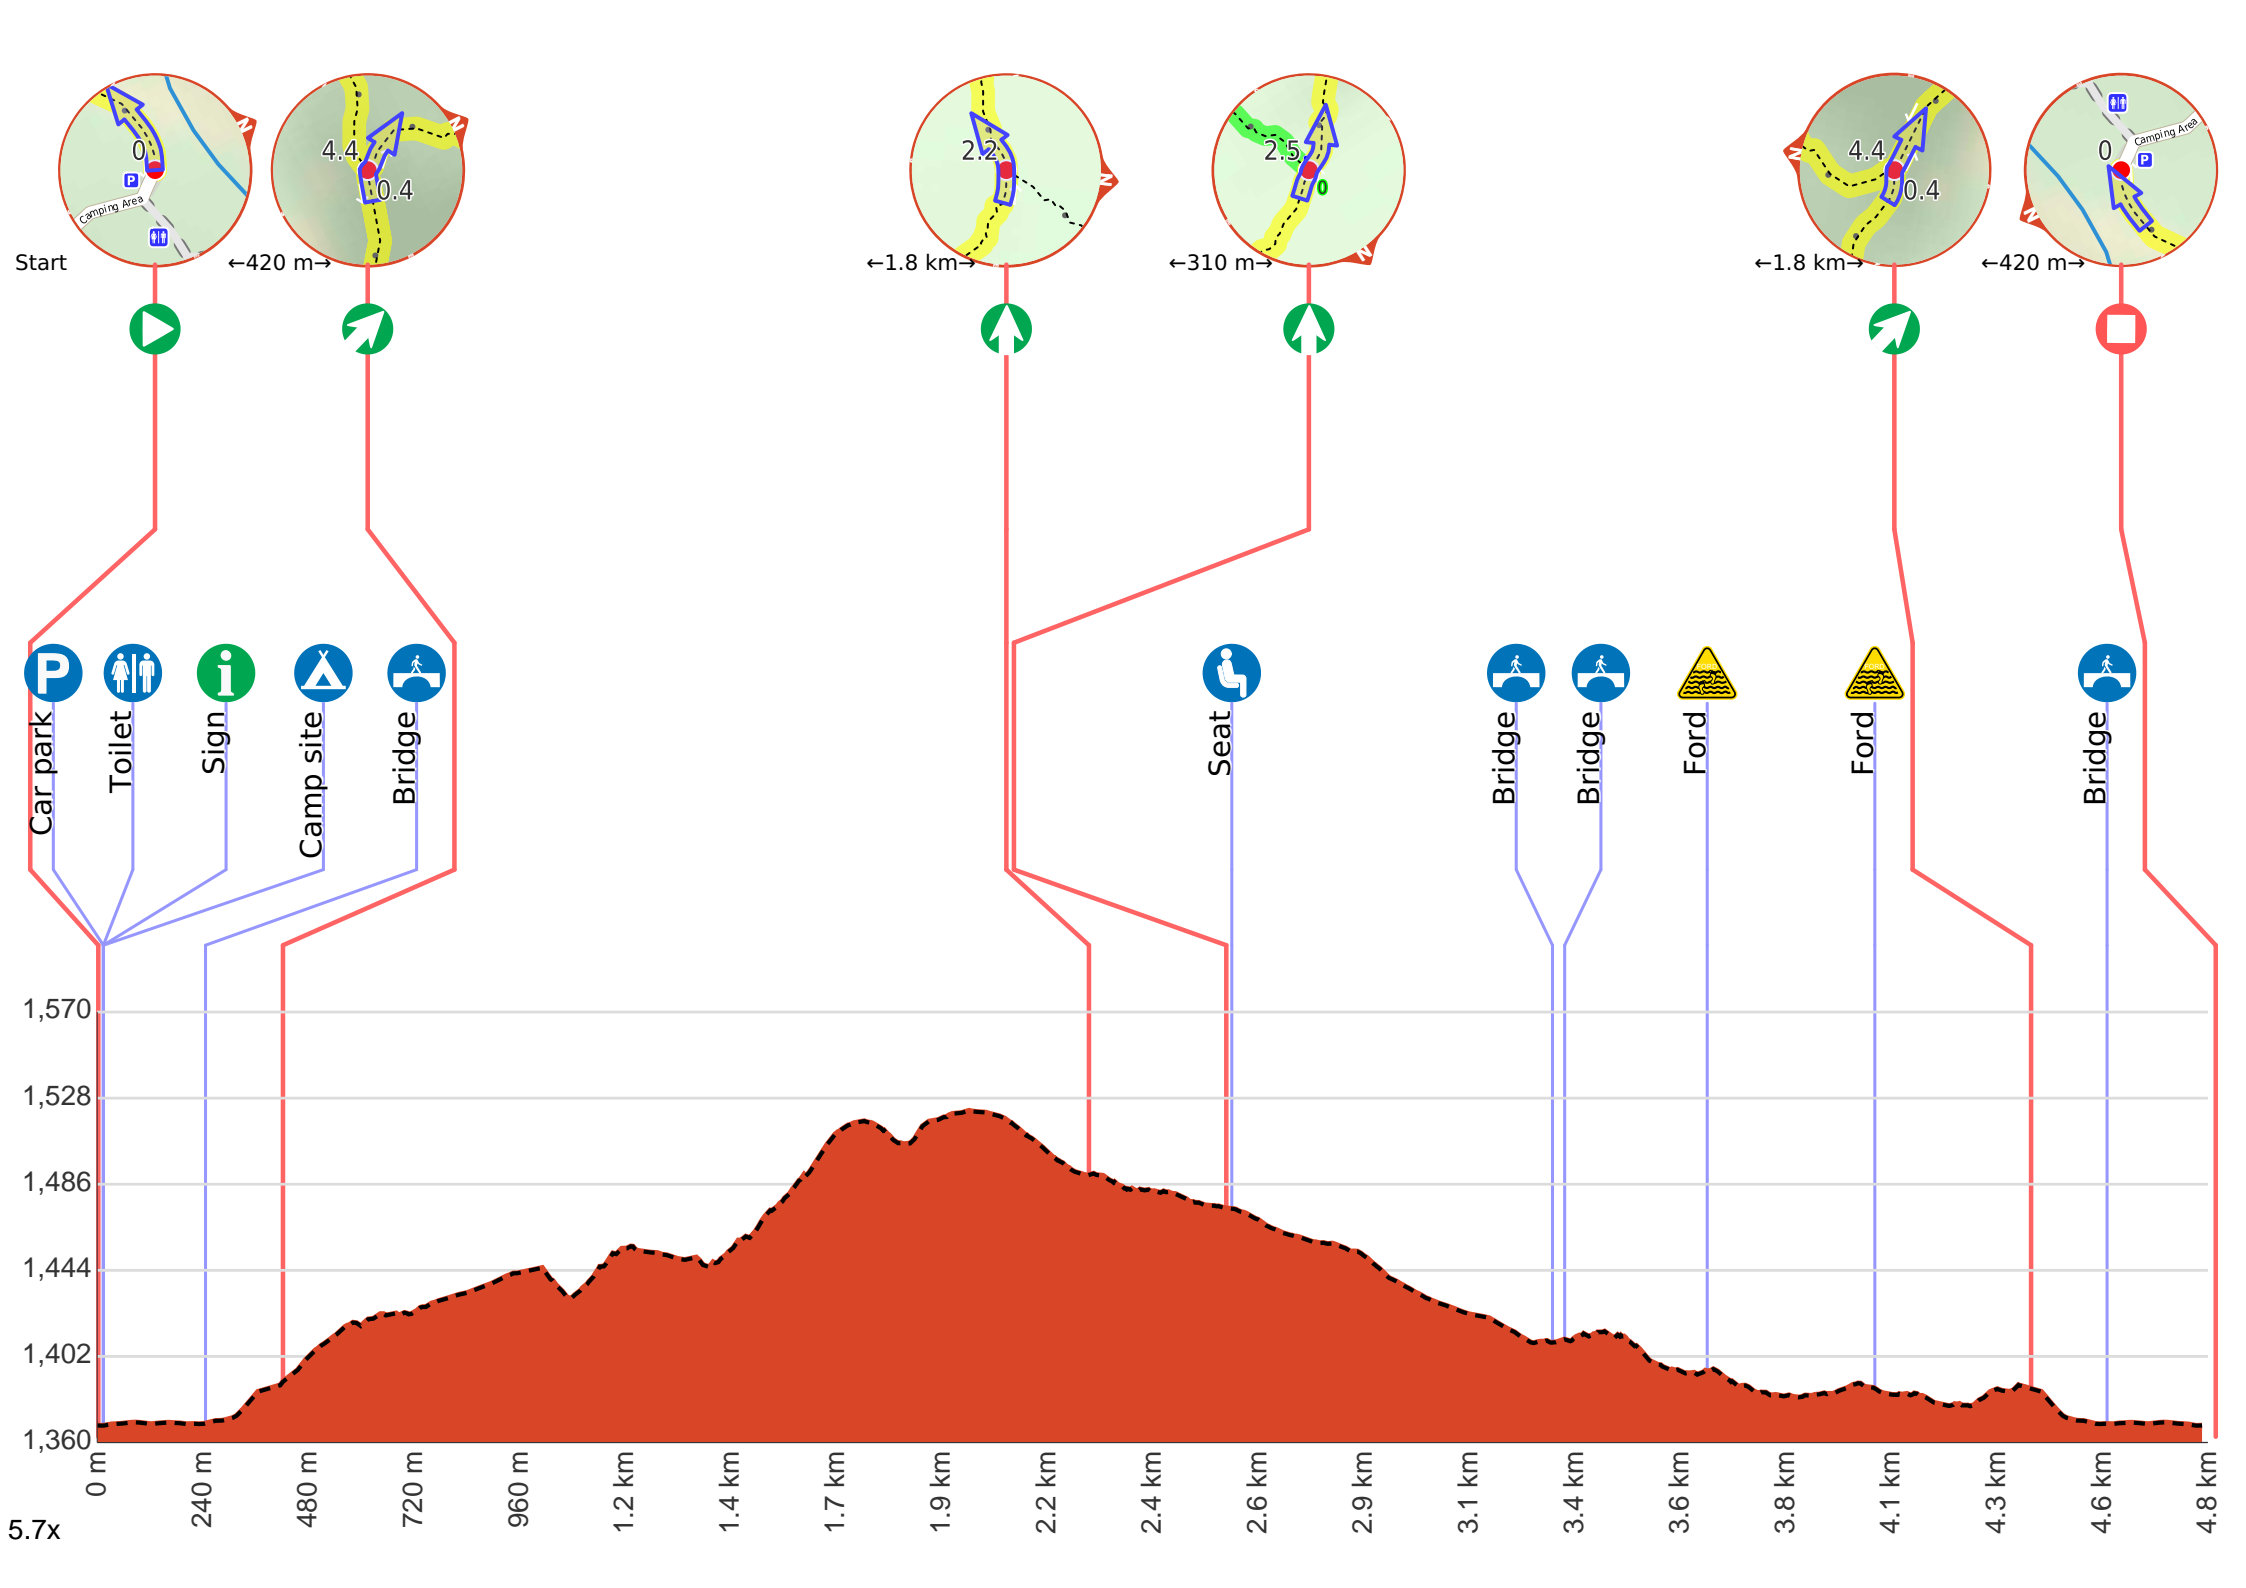 N
0
P
Camping Area
N
4.4
0.4
N
2.2
N
2.5
0
N
4.4
0.4
N
0
P
Camping Area
Start
←420 m→
←1.8 km→
←310 m→
←1.8 km→
←420 m→
P
i
Car park
Toilet
Sign
Camp site
Bridge
Seat
Bridge
Bridge
Ford
Ford
Bridge
1,570
1,528
1,486
1,444
1,402
1,360
0 m
240 m
480 m
720 m
960 m
1.2 km
1.4 km
1.7 km
1.9 km
2.2 km
2.4 km
2.6 km
2.9 km
3.1 km
3.4 km
3.6 km
3.8 km
4.1 km
4.3 km
4.6 km
4.8 km
5.7x